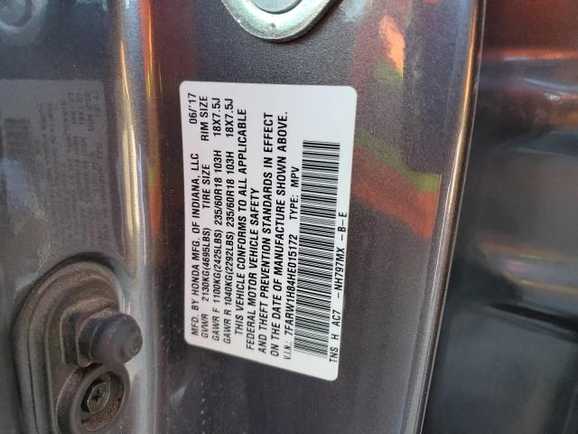 MFD. BY HONDA MFG. OF INDIANA, LLC 06/'17
GVWR 2130KG(4695LBS) TIRE SIZE RIM SIZE
GAWR F 1100KG(2425LBS) 235/60R18 103H 18X7.5J
GAWR R 1040KG(2292LBS) 235/60R18 103H 18X7.5J
THIS VEHICLE CONFORMS TO ALL APPLICABLE
FEDERAL MOTOR VEHICLE SAFETY
AND THEFT PREVENTION STANDARDS IN EFFECT
ON THE DATE OF MANUFACTURE SHOWN ABOVE.
V.I.N.: 7FARW1H84HE015172 TYPE: MPV
TNS H AC7 -NH797MX -B-E